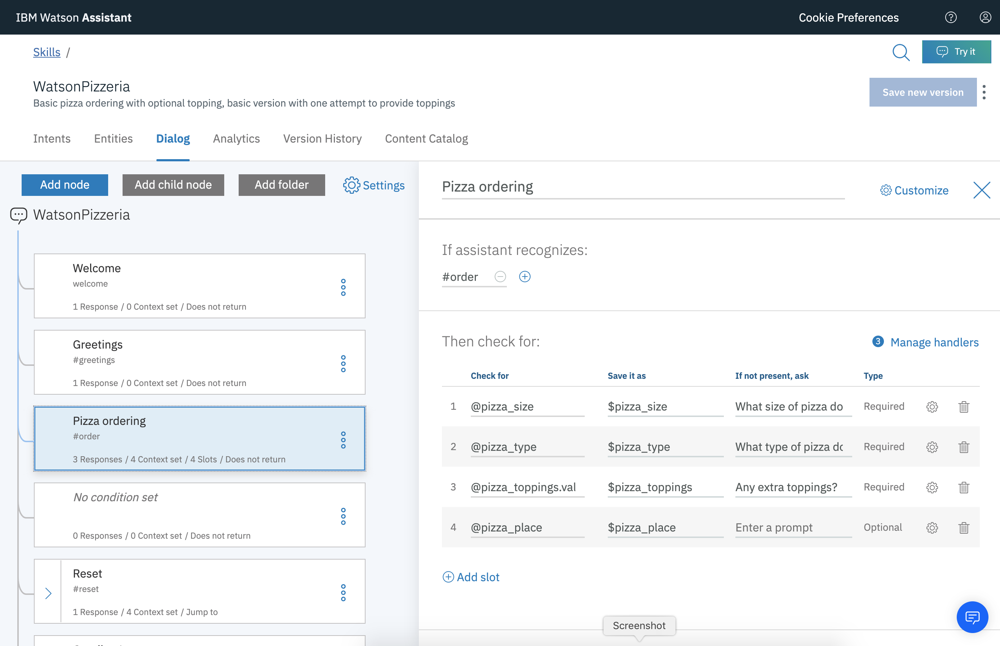 IBM Watson Assistant
Cookie Preferences
Skills /
Try it
WatsonPizzeria
Basic pizza ordering with optional topping, basic version with one attempt to provide toppings
Save new version
Intents Entities Dialog Analytics Version History Content Catalog
Add node Add child node Add folder Settings
WatsonPizzeria
Welcome
welcome
1 Response / 0 Context set / Does not return
Greetings
#greetings
1 Response / 0 Context set / Does not return
Pizza ordering
#order
3 Responses / 4 Context set / 4 Slots / Does not return
No condition set
0 Responses / 0 Context set / Does not return
Reset
#reset
1 Response / 4 Context set / Jump to
Pizza ordering
Customize
If assistant recognizes:
#order
Then check for:
3 Manage handlers
Check for Save it as If not present, ask Type
1 @pizza_size $pizza_size What size of pizza do Required
2 @pizza_type $pizza_type What type of pizza do Required
3 @pizza_toppings.val $pizza_toppings Any extra toppings? Required
4 @pizza_place $pizza_place Enter a prompt Optional
Add slot
Screenshot